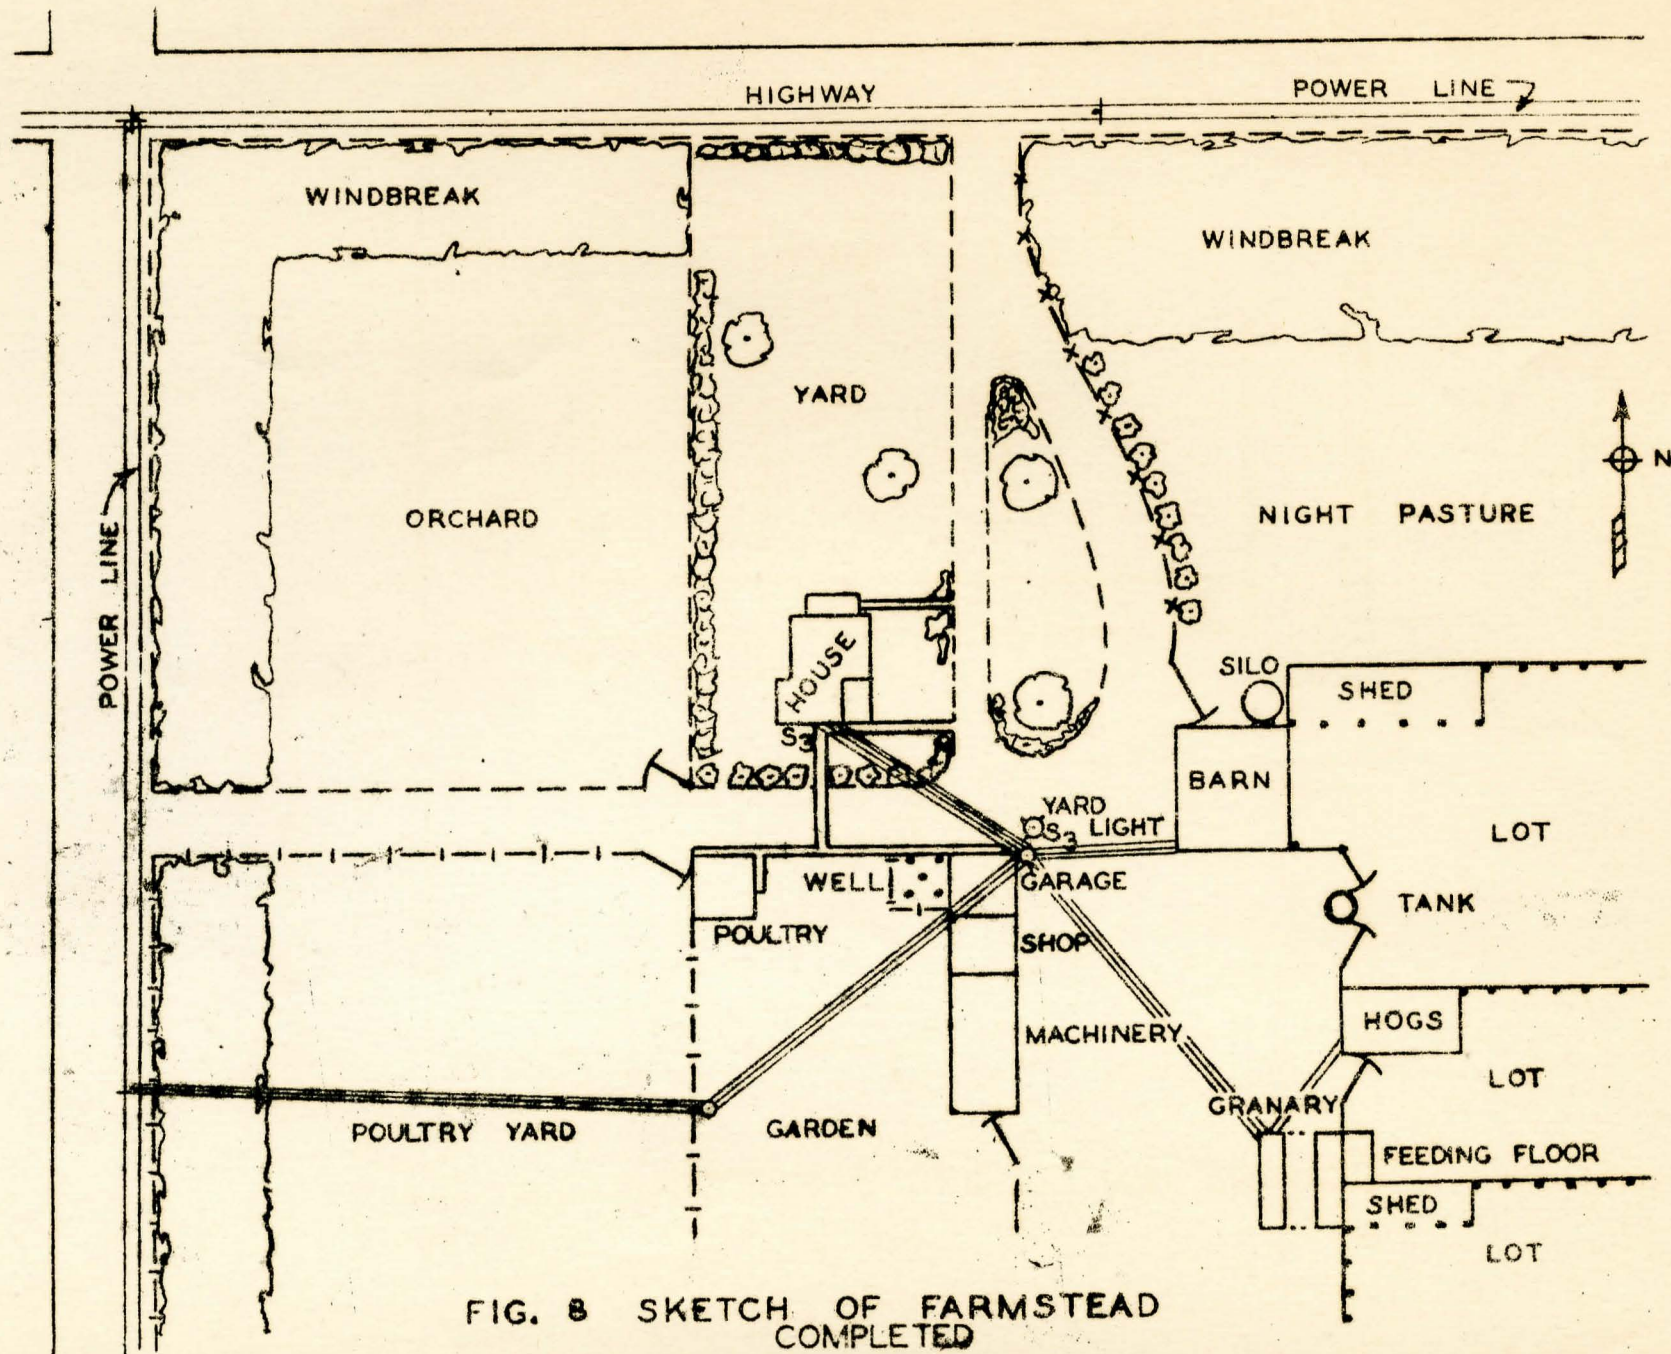 HIGHWAY
POWER LINE
WINDBREAK
WINDBREAK
YARD
ORCHARD
NIGHT PASTURE
N
POWER LINE
HOUSE
SILO
SHED
S3
BARN
YARD
S3 LIGHT
LOT
WELL
GARAGE
TANK
POULTRY
SHOP
HOGS
MACHINERY
LOT
GRANARY
POULTRY YARD
GARDEN
FEEDING FLOOR
SHED
LOT
FIG. 8 SKETCH OF FARMSTEAD
COMPLETED